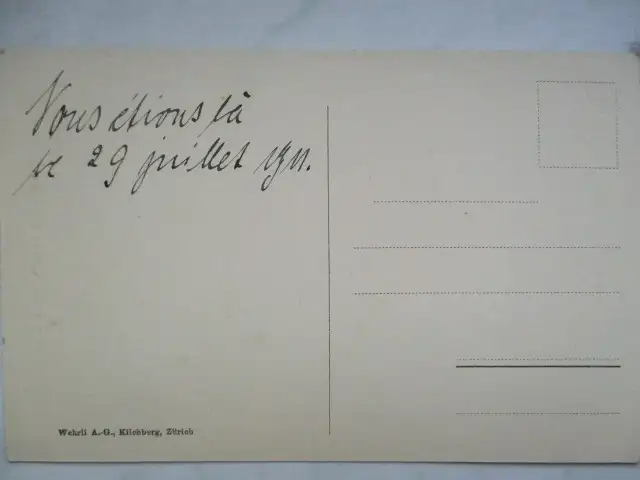 Nous étions là
le 29 juillet 1911.
Wehrli A.-G., Kilchberg, Zürich